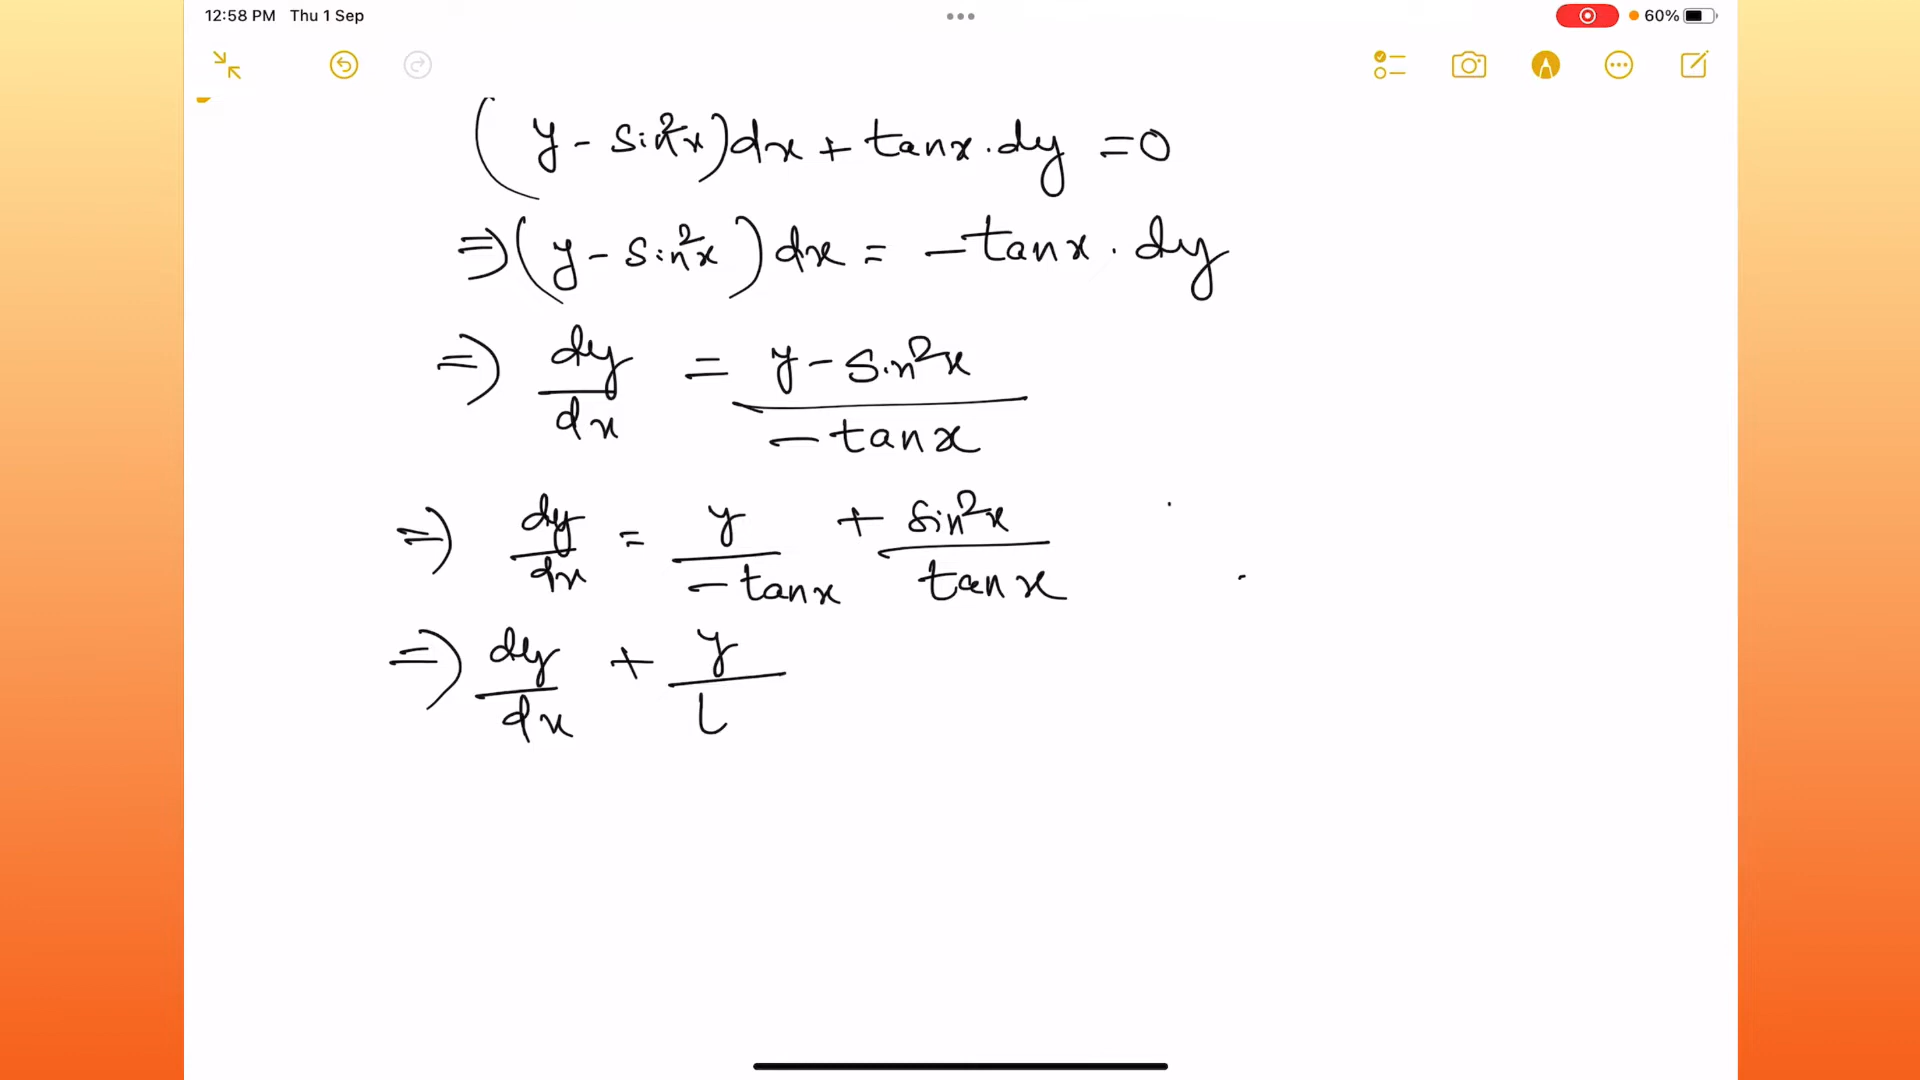 12:58 PM Thu 1 Sep
60%
(y - sin²x)dx + tanx.dy = 0
⇒ (y - sin²x)dx = -tanx . dy
⇒ dy/dx = (y - sin²x)/(-tanx)
⇒ dy/dx = y/(-tanx) + sin²x/tanx
⇒ dy/dx + y/